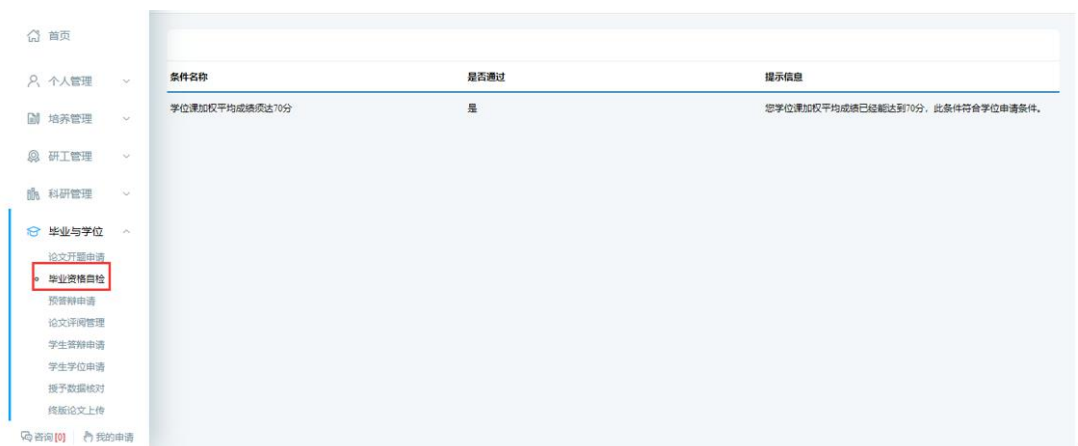 首页
个人管理
培养管理
研工管理
科研管理
毕业与学位
论文开题申请
毕业资格自检
预答辩申请
论文评阅管理
学生答辩申请
学生学位申请
授予数据核对
终版论文上传
咨询[0] 我的申请
条件名称 是否通过 提示信息
学位课加权平均成绩须达70分 是 您学位课加权平均成绩已经能达到70分，此条件符合学位申请条件。